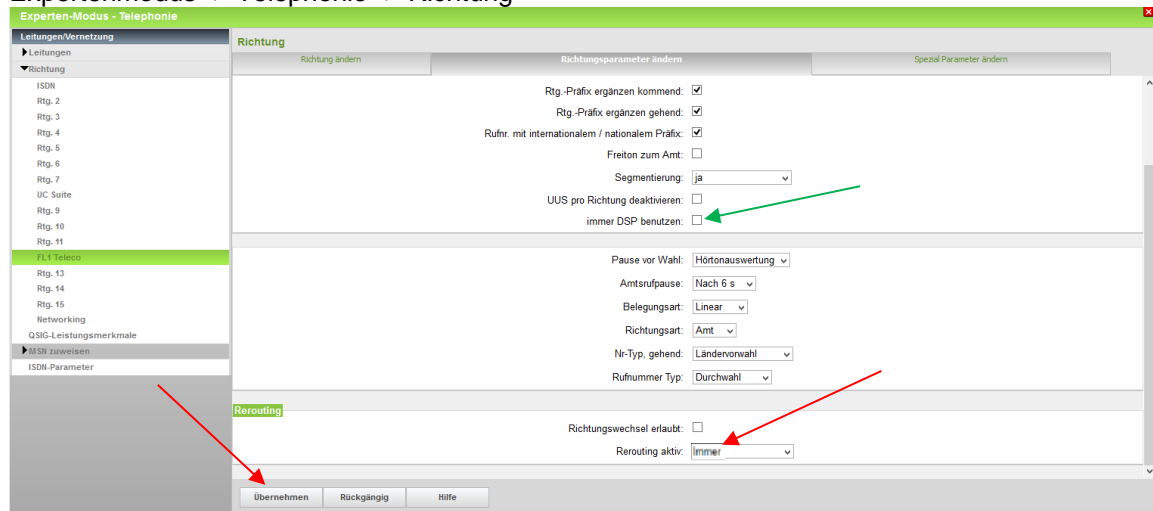 Experten-Modus - Telephonie
Leitungen/Vernetzung
Leitungen
Richtung
ISDN
Rtg. 2
Rtg. 3
Rtg. 4
Rtg. 5
Rtg. 6
Rtg. 7
UC Suite
Rtg. 9
Rtg. 10
Rtg. 11
FL1 Teleco
Rtg. 13
Rtg. 14
Rtg. 15
Networking
QSIG-Leistungsmerkmale
MSN zuweisen
ISDN-Parameter
Richtung
Richtung ändern Richtungsparameter ändern Spezial Parameter ändern
Rtg.-Präfix ergänzen kommend:
Rtg.-Präfix ergänzen gehend:
Rufnr. mit internationalem / nationalem Präfix:
Freiton zum Amt:
Segmentierung: ja
UUS pro Richtung deaktivieren:
immer DSP benutzen:
Pause vor Wahl: Hörtonauswertung
Amtsrufpause: Nach 6 s
Belegungsart: Linear
Richtungsart: Amt
Nr-Typ, gehend: Ländervorwahl
Rufnummer Typ: Durchwahl
Rerouting
Richtungswechsel erlaubt:
Rerouting aktiv: Immer
Übernehmen Rückgängig Hilfe